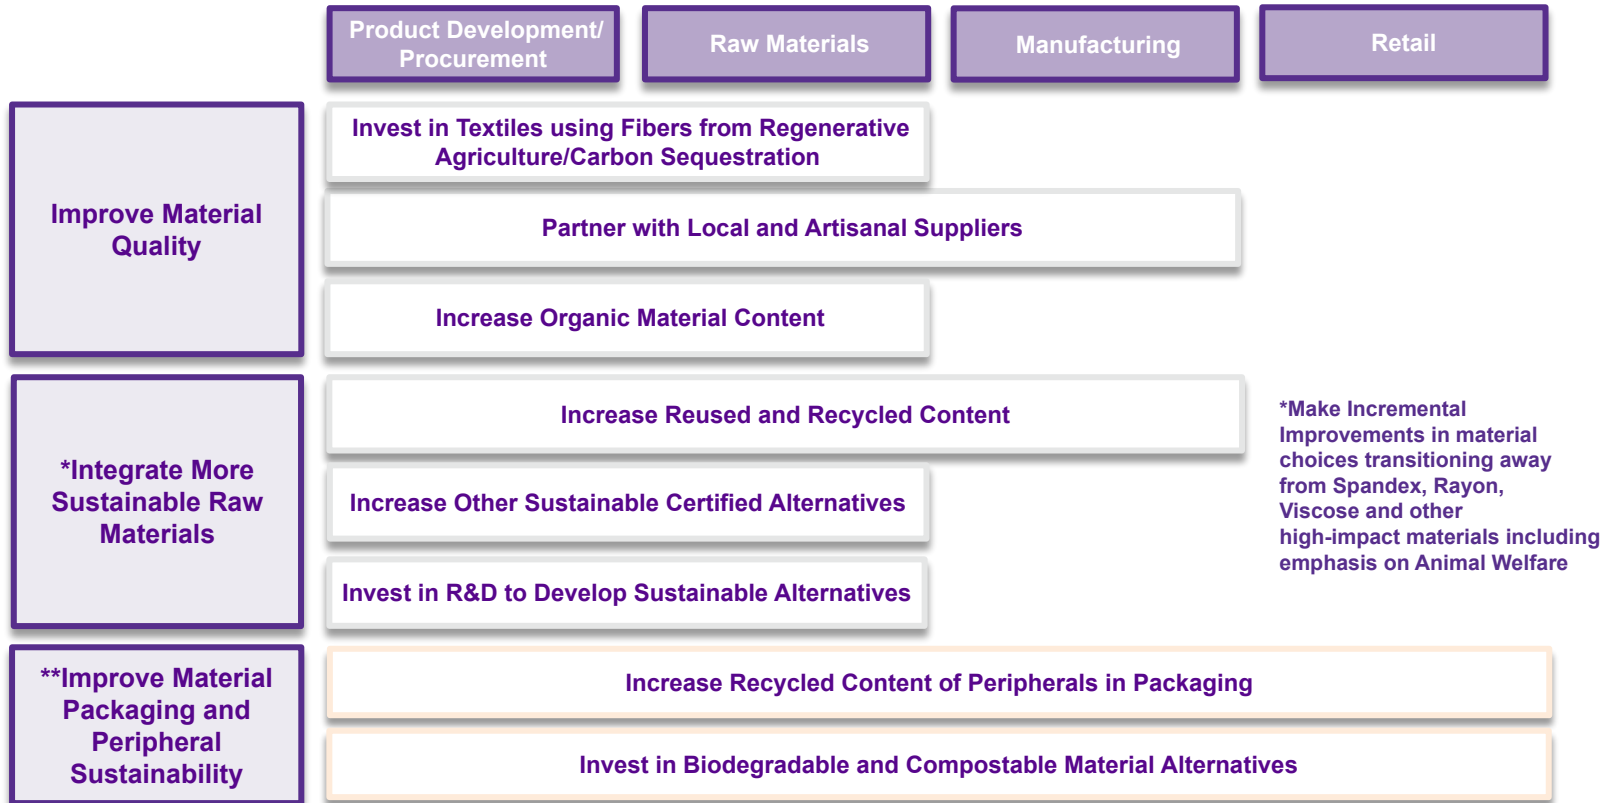 Product Development/
Procurement
Raw Materials
Manufacturing
Retail
Improve Material
Quality
Invest in Textiles using Fibers from Regenerative
Agriculture/Carbon Sequestration
Partner with Local and Artisanal Suppliers
Increase Organic Material Content
*Integrate More
Sustainable Raw
Materials
Increase Reused and Recycled Content
Increase Other Sustainable Certified Alternatives
Invest in R&D to Develop Sustainable Alternatives
*Make Incremental
Improvements in material
choices transitioning away
from Spandex, Rayon,
Viscose and other
high-impact materials including
emphasis on Animal Welfare
**Improve Material
Packaging and
Peripheral
Sustainability
Increase Recycled Content of Peripherals in Packaging
Invest in Biodegradable and Compostable Material Alternatives